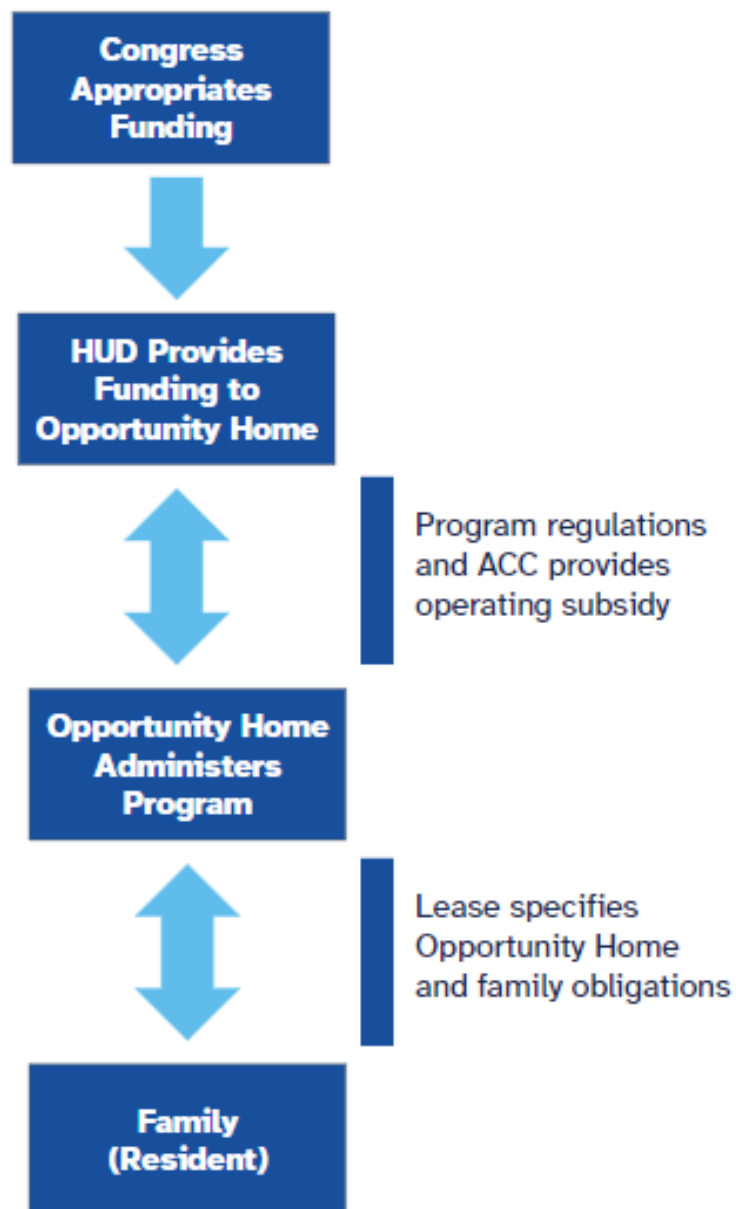 Congress
Appropriates
Funding
HUD Provides
Funding to
Opportunity Home
Program regulations
and ACC provides
operating subsidy
Opportunity Home
Administers
Program
Lease specifies
Opportunity Home
and family obligations
Family
(Resident)